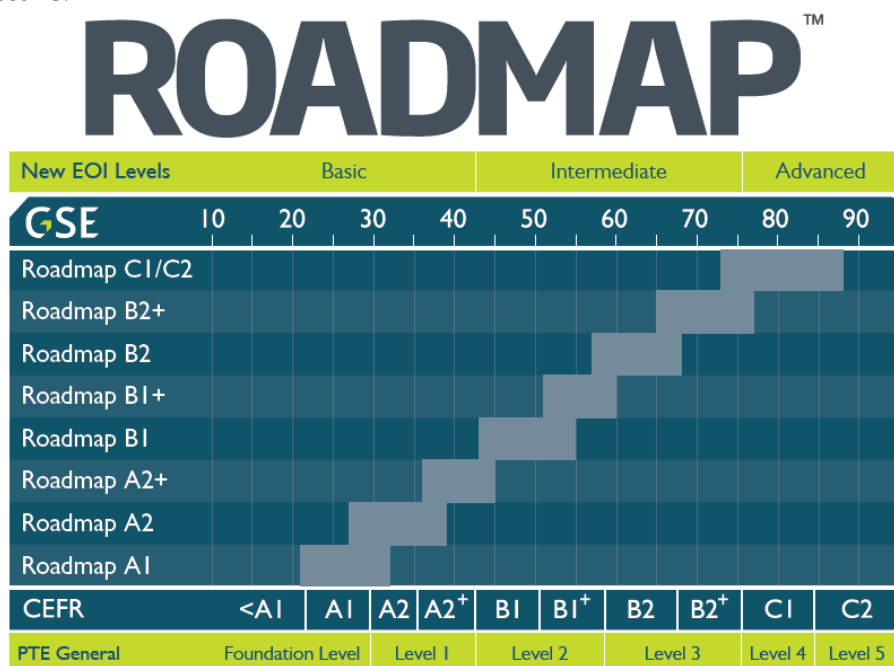 ROADMAP™
New EOI Levels Basic Intermediate Advanced
GSE 10 20 30 40 50 60 70 80 90
Roadmap C1/C2
Roadmap B2+
Roadmap B2
Roadmap B1+
Roadmap B1
Roadmap A2+
Roadmap A2
Roadmap A1
CEFR <A1 A1 A2 A2+ B1 B1+ B2 B2+ C1 C2
PTE General Foundation Level Level 1 Level 2 Level 3 Level 4 Level 5